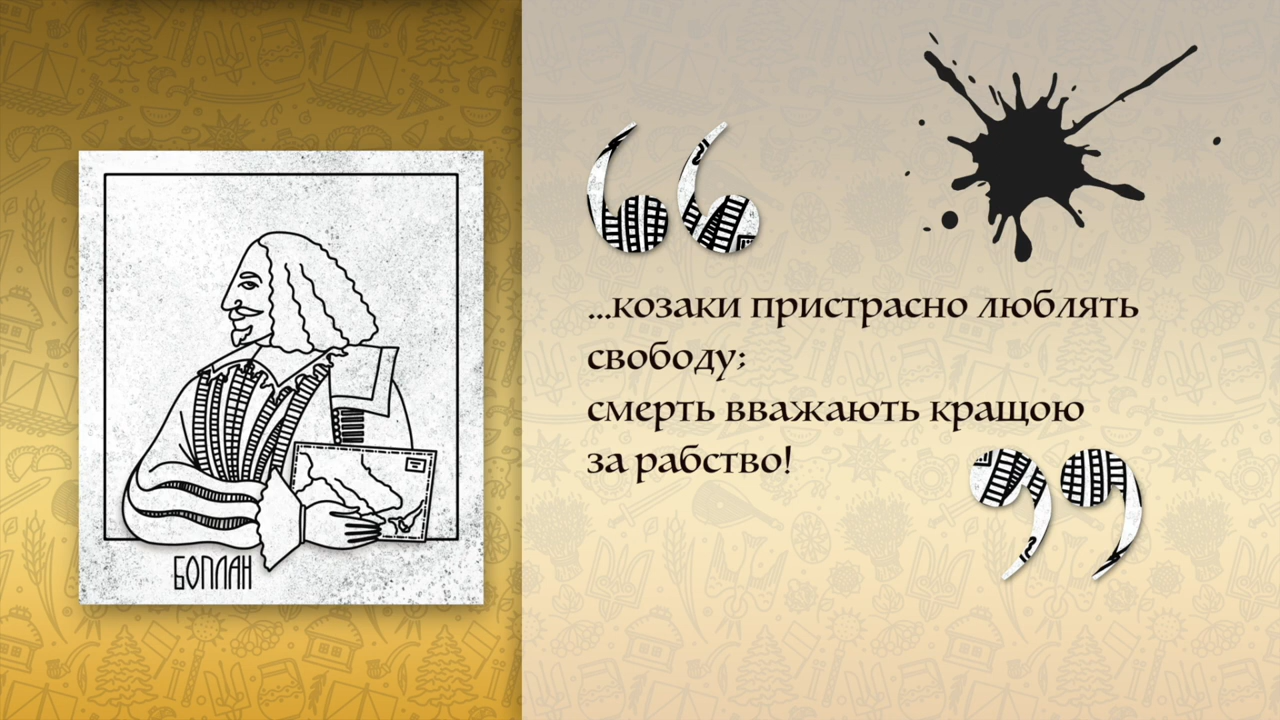 БОПЛАН
...козаки пристрасно люблять
свободу;
смерть вважають кращою
за рабство!